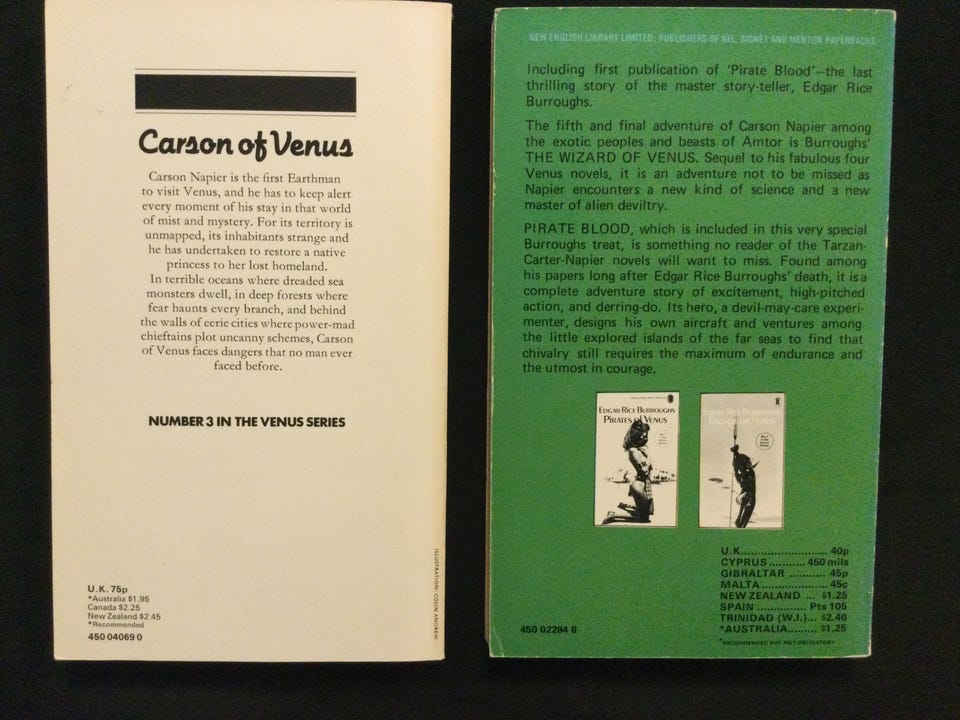 Carson of Venus
Carson Napier is the first Earthman
to visit Venus, and he has to keep alert
every moment of his stay in that world
of mist and mystery. For its territory is
unmapped, its inhabitants strange and
he has undertaken to restore a native
princess to her lost homeland.
In terrible oceans where dreaded sea
monsters dwell, in deep forests where
fear haunts every branch, and behind
the walls of eerie cities where power-mad
chieftains plot uncanny schemes, Carson
of Venus faces dangers that no man ever
faced before.
NUMBER 3 IN THE VENUS SERIES
U.K. 75p
*Australia $1.95
Canada $2.25
New Zealand $2.45
*Recommended
450 04069 0
ILLUSTRATION: COLIN ANDREW
NEW ENGLISH LIBRARY LIMITED: PUBLISHERS OF NEL, SIGNET AND MENTOR PAPERBACKS
Including first publication of 'Pirate Blood'—the last
thrilling story of the master story-teller, Edgar Rice
Burroughs.
The fifth and final adventure of Carson Napier among
the exotic peoples and beasts of Amtor is Burroughs'
THE WIZARD OF VENUS. Sequel to his fabulous four
Venus novels, it is an adventure not to be missed as
Napier encounters a new kind of science and a new
master of alien deviltry.
PIRATE BLOOD, which is included in this very special
Burroughs treat, is something no reader of the Tarzan-
Carter-Napier novels will want to miss. Found among
his papers long after Edgar Rice Burroughs' death, it is a
complete adventure story of excitement, high-pitched
action, and derring-do. Its hero, a devil-may-care experi-
menter, designs his own aircraft and ventures among
the little explored islands of the far seas to find that
chivalry still requires the maximum of endurance and
the utmost in courage.
EDGAR RICE BURROUGHS
PIRATES of VENUS
EDGAR RICE BURROUGHS
ESCAPE ON VENUS
U.K............................ 40p
CYPRUS........... 450 mils
GIBRALTAR ........... 45p
MALTA.................... 45c
NEW ZEALAND ... $1.25
SPAIN .............. Pts 105
TRINIDAD (W.I.)... $2.40
*AUSTRALIA......... $1.25
*RECOMMENDED BUT NOT OBLIGATORY
450 02284 6